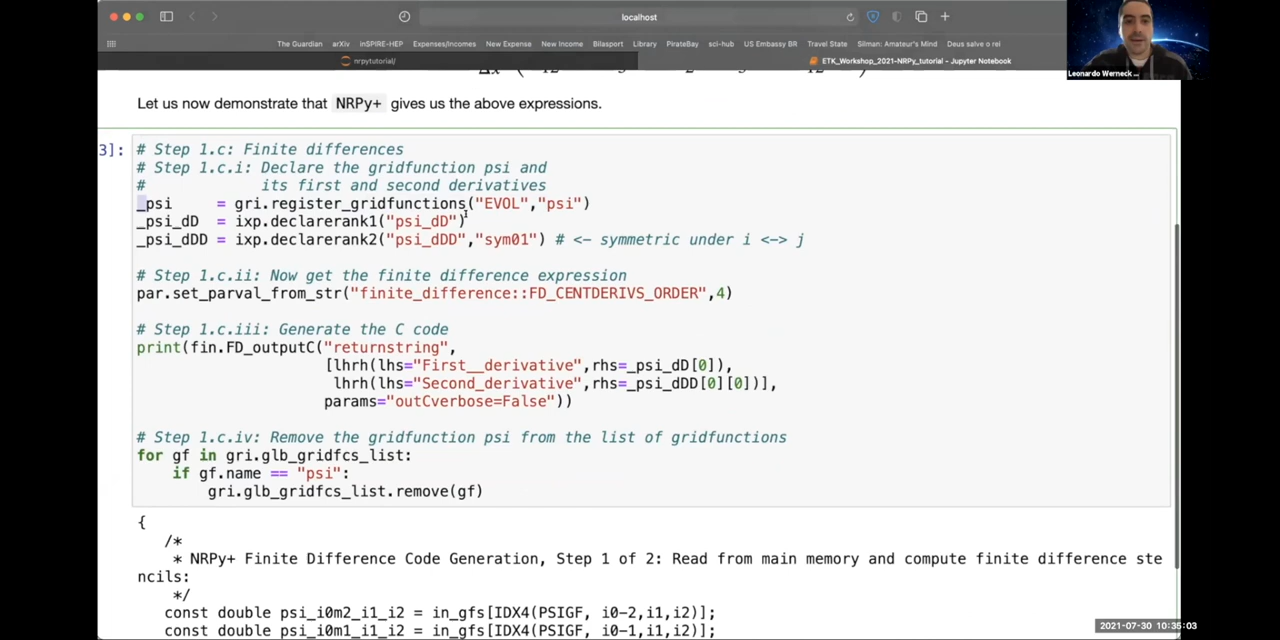 localhost
The Guardian arXiv inSPIRE-HEP Expenses/Incomes New Expense New Income Bilasport Library PirateBay sci-hub US Embassy BR Travel State Silman: Amateur's Mind Deus salve o rei
nrpytutorial/ ETK_Workshop_2021-NRPy_tutorial - Jupyter Notebook
Leonardo Werneck ...
Let us now demonstrate that NRPy+ gives us the above expressions.
3]: # Step 1.c: Finite differences
# Step 1.c.i: Declare the gridfunction psi and
#             its first and second derivatives
_psi     = gri.register_gridfunctions("EVOL","psi")
_psi_dD  = ixp.declarerank1("psi_dD")
_psi_dDD = ixp.declarerank2("psi_dDD","sym01") # <- symmetric under i <-> j
# Step 1.c.ii: Now get the finite difference expression
par.set_parval_from_str("finite_difference::FD_CENTDERIVS_ORDER",4)
# Step 1.c.iii: Generate the C code
print(fin.FD_outputC("returnstring",
[lhrh(lhs="First__derivative",rhs=_psi_dD[0]),
lhrh(lhs="Second_derivative",rhs=_psi_dDD[0][0])],
params="outCverbose=False"))
# Step 1.c.iv: Remove the gridfunction psi from the list of gridfunctions
for gf in gri.glb_gridfcs_list:
if gf.name == "psi":
gri.glb_gridfcs_list.remove(gf)
{
/*
* NRPy+ Finite Difference Code Generation, Step 1 of 2: Read from main memory and compute finite difference ste
ncils:
*/
const double psi_i0m2_i1_i2 = in_gfs[IDX4(PSIGF, i0-2,i1,i2)];
const double psi_i0m1_i1_i2 = in_gfs[IDX4(PSIGF, i0-1,i1,i2)];
2021-07-30 10:35:03